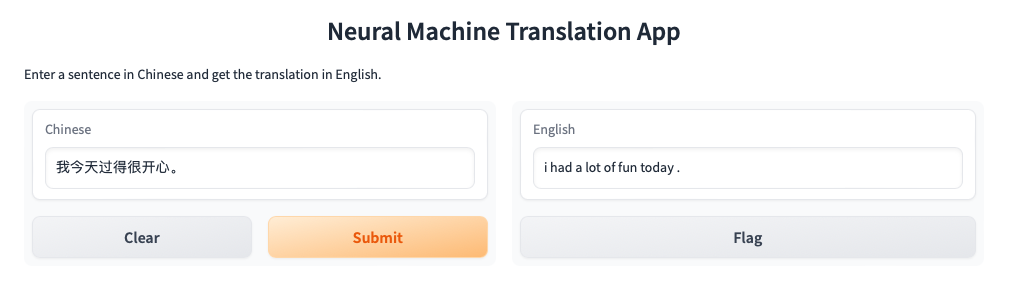 Neural Machine Translation App
Enter a sentence in Chinese and get the translation in English.
Chinese
我今天过得很开心。
Clear
Submit
English
i had a lot of fun today .
Flag